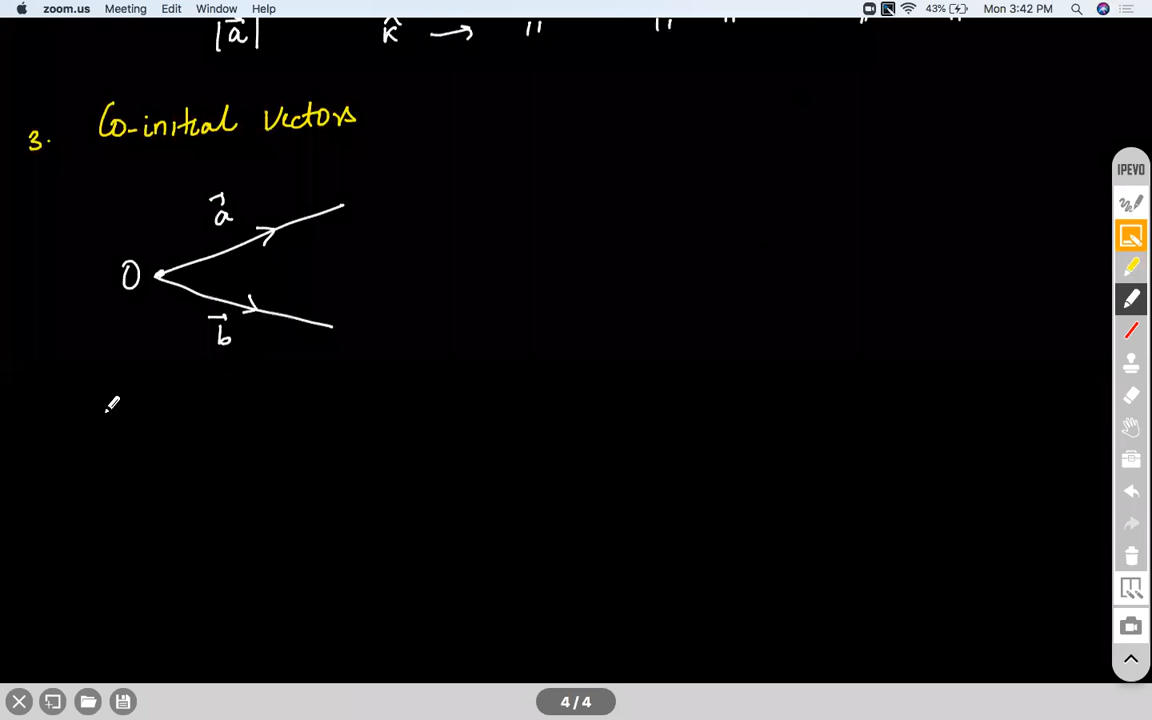 zoom.us Meeting Edit Window Help 43% Mon 3:42 PM
|a⃗| k̂ → " " " " "
3. Co-initial Vectors
a⃗
O
b⃗
IPEVO
4 / 4